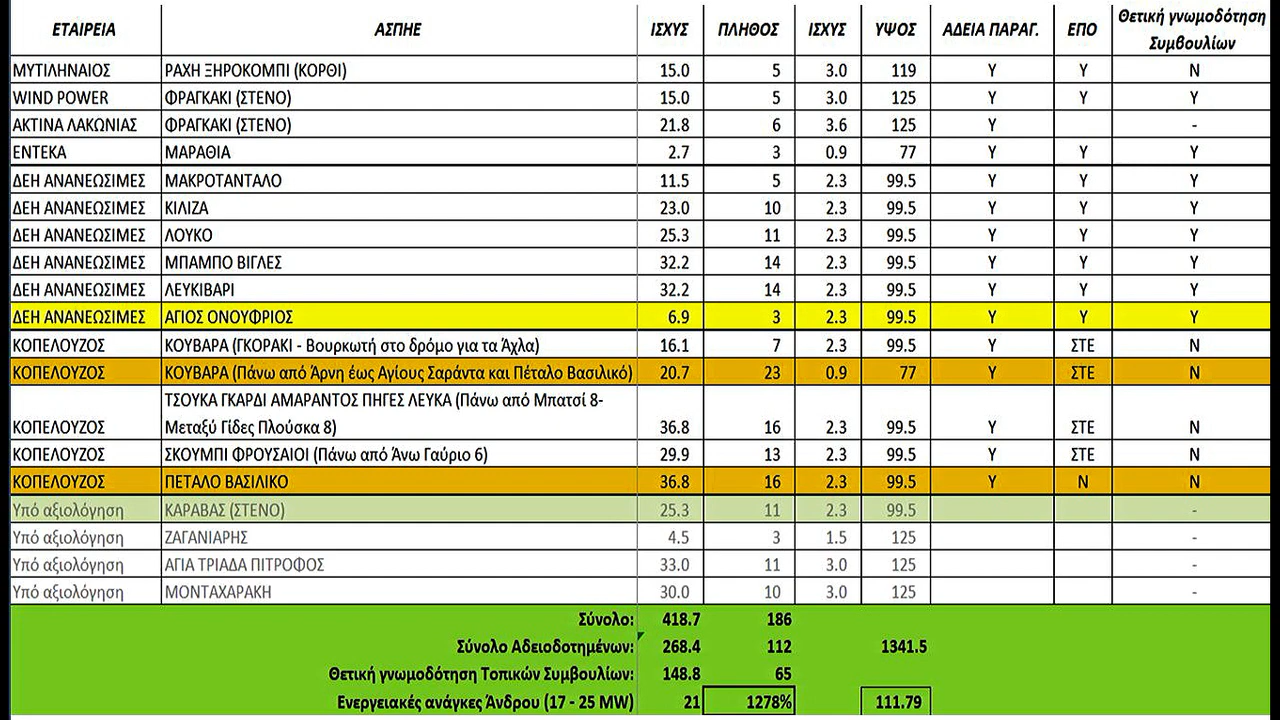 ΕΤΑΙΡΕΙΑ ΑΣΠΗΕ ΙΣΧΥΣ ΠΛΗΘΟΣ ΙΣΧΥΣ ΥΨΟΣ ΑΔΕΙΑ ΠΑΡΑΓ. ΕΠΟ Θετική γνωμοδότηση
Συμβουλίων
ΜΥΤΙΛΗΝΑΙΟΣ ΡΑΧΗ ΞΗΡΟΚΟΜΠΙ (ΚΟΡΘΙ) 15.0 5 3.0 119 Υ Υ Ν
WIND POWER ΦΡΑΓΚΑΚΙ (ΣΤΕΝΟ) 15.0 5 3.0 125 Υ Υ Υ
ΑΚΤΙΝΑ ΛΑΚΩΝΙΑΣ ΦΡΑΓΚΑΚΙ (ΣΤΕΝΟ) 21.8 6 3.6 125 Υ -
ΕΝΤΕΚΑ ΜΑΡΑΘΙΑ 2.7 3 0.9 77 Υ Υ Υ
ΔΕΗ ΑΝΑΝΕΩΣΙΜΕΣ ΜΑΚΡΟΤΑΝΤΑΛΟ 11.5 5 2.3 99.5 Υ Υ Υ
ΔΕΗ ΑΝΑΝΕΩΣΙΜΕΣ ΚΙΛΙΖΑ 23.0 10 2.3 99.5 Υ Υ Υ
ΔΕΗ ΑΝΑΝΕΩΣΙΜΕΣ ΛΟΥΚΟ 25.3 11 2.3 99.5 Υ Υ Υ
ΔΕΗ ΑΝΑΝΕΩΣΙΜΕΣ ΜΠΑΜΠΟ ΒΙΓΛΕΣ 32.2 14 2.3 99.5 Υ Υ Υ
ΔΕΗ ΑΝΑΝΕΩΣΙΜΕΣ ΛΕΥΚΙΒΑΡΙ 32.2 14 2.3 99.5 Υ Υ Υ
ΔΕΗ ΑΝΑΝΕΩΣΙΜΕΣ ΑΓΙΟΣ ΟΝΟΥΦΡΙΟΣ 6.9 3 2.3 99.5 Υ Υ Υ
ΚΟΠΕΛΟΥΖΟΣ ΚΟΥΒΑΡΑ (ΓΚΟΡΑΚΙ - Βουρκωτή στο δρόμο για τα Άχλα) 16.1 7 2.3 99.5 Υ ΣΤΕ Ν
ΚΟΠΕΛΟΥΖΟΣ ΚΟΥΒΑΡΑ (Πάνω από Άρνη έως Αγίους Σαράντα και Πέταλο Βασιλικό) 20.7 23 0.9 77 Υ ΣΤΕ Ν
ΤΣΟΥΚΑ ΓΚΑΡΔΙ ΑΜΑΡΑΝΤΟΣ ΠΗΓΕΣ ΛΕΥΚΑ (Πάνω από Μπατσί 8-
ΚΟΠΕΛΟΥΖΟΣ Μεταξύ Γίδες Πλούσκα 8) 36.8 16 2.3 99.5 Υ ΣΤΕ Ν
ΚΟΠΕΛΟΥΖΟΣ ΣΚΟΥΜΠΙ ΦΡΟΥΣΑΙΟΙ (Πάνω από Άνω Γαύριο 6) 29.9 13 2.3 99.5 Υ ΣΤΕ Ν
ΚΟΠΕΛΟΥΖΟΣ ΠΕΤΑΛΟ ΒΑΣΙΛΙΚΟ 36.8 16 2.3 99.5 Υ Ν Ν
Υπό αξιολόγηση ΚΑΡΑΒΑΣ (ΣΤΕΝΟ) 25.3 11 2.3 99.5 -
Υπό αξιολόγηση ΖΑΓΑΝΙΑΡΗΣ 4.5 3 1.5 125 -
Υπό αξιολόγηση ΑΓΙΑ ΤΡΙΑΔΑ ΠΙΤΡΟΦΟΣ 33.0 11 3.0 125 -
Υπό αξιολόγηση ΜΟΝΤΑΧΑΡΑΚΗ 30.0 10 3.0 125 -
Σύνολο: 418.7 186
Σύνολο Αδειοδοτημένων: 268.4 112 1341.5
Θετική γνωμοδότηση Τοπικών Συμβουλίων: 148.8 65
Ενεργειακές ανάγκες Άνδρου (17 - 25 MW) 21 1278% 111.79